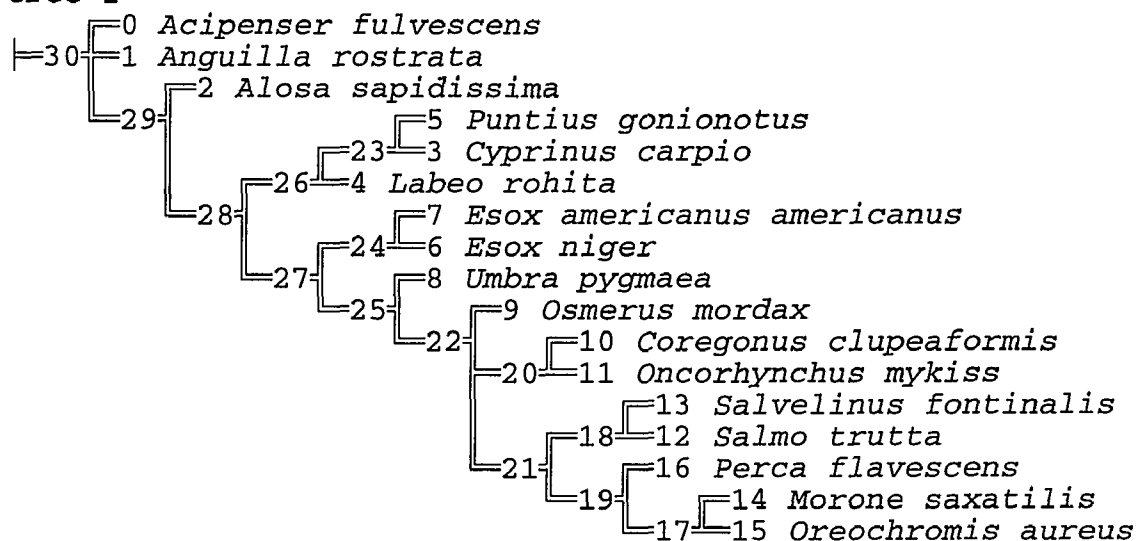 0 Acipenser fulvescens
30 1 Anguilla rostrata
2 Alosa sapidissima
29
5 Puntius gonionotus
23 3 Cyprinus carpio
26 4 Labeo rohita
28
7 Esox americanus americanus
24 6 Esox niger
27 8 Umbra pygmaea
25 9 Osmerus mordax
22 10 Coregonus clupeaformis
20 11 Oncorhynchus mykiss
13 Salvelinus fontinalis
18 12 Salmo trutta
21 16 Perca flavescens
19 14 Morone saxatilis
17 15 Oreochromis aureus